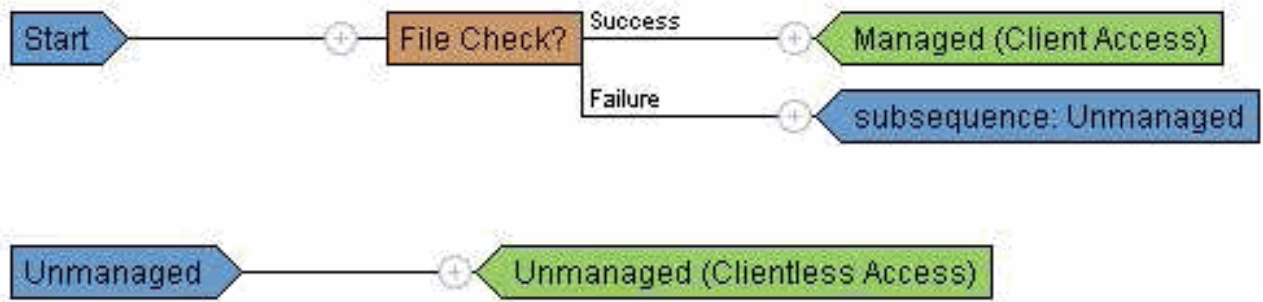 Start
File Check?
Success
Managed (Client Access)
Failure
subsequence: Unmanaged
Unmanaged
Unmanaged (Clientless Access)